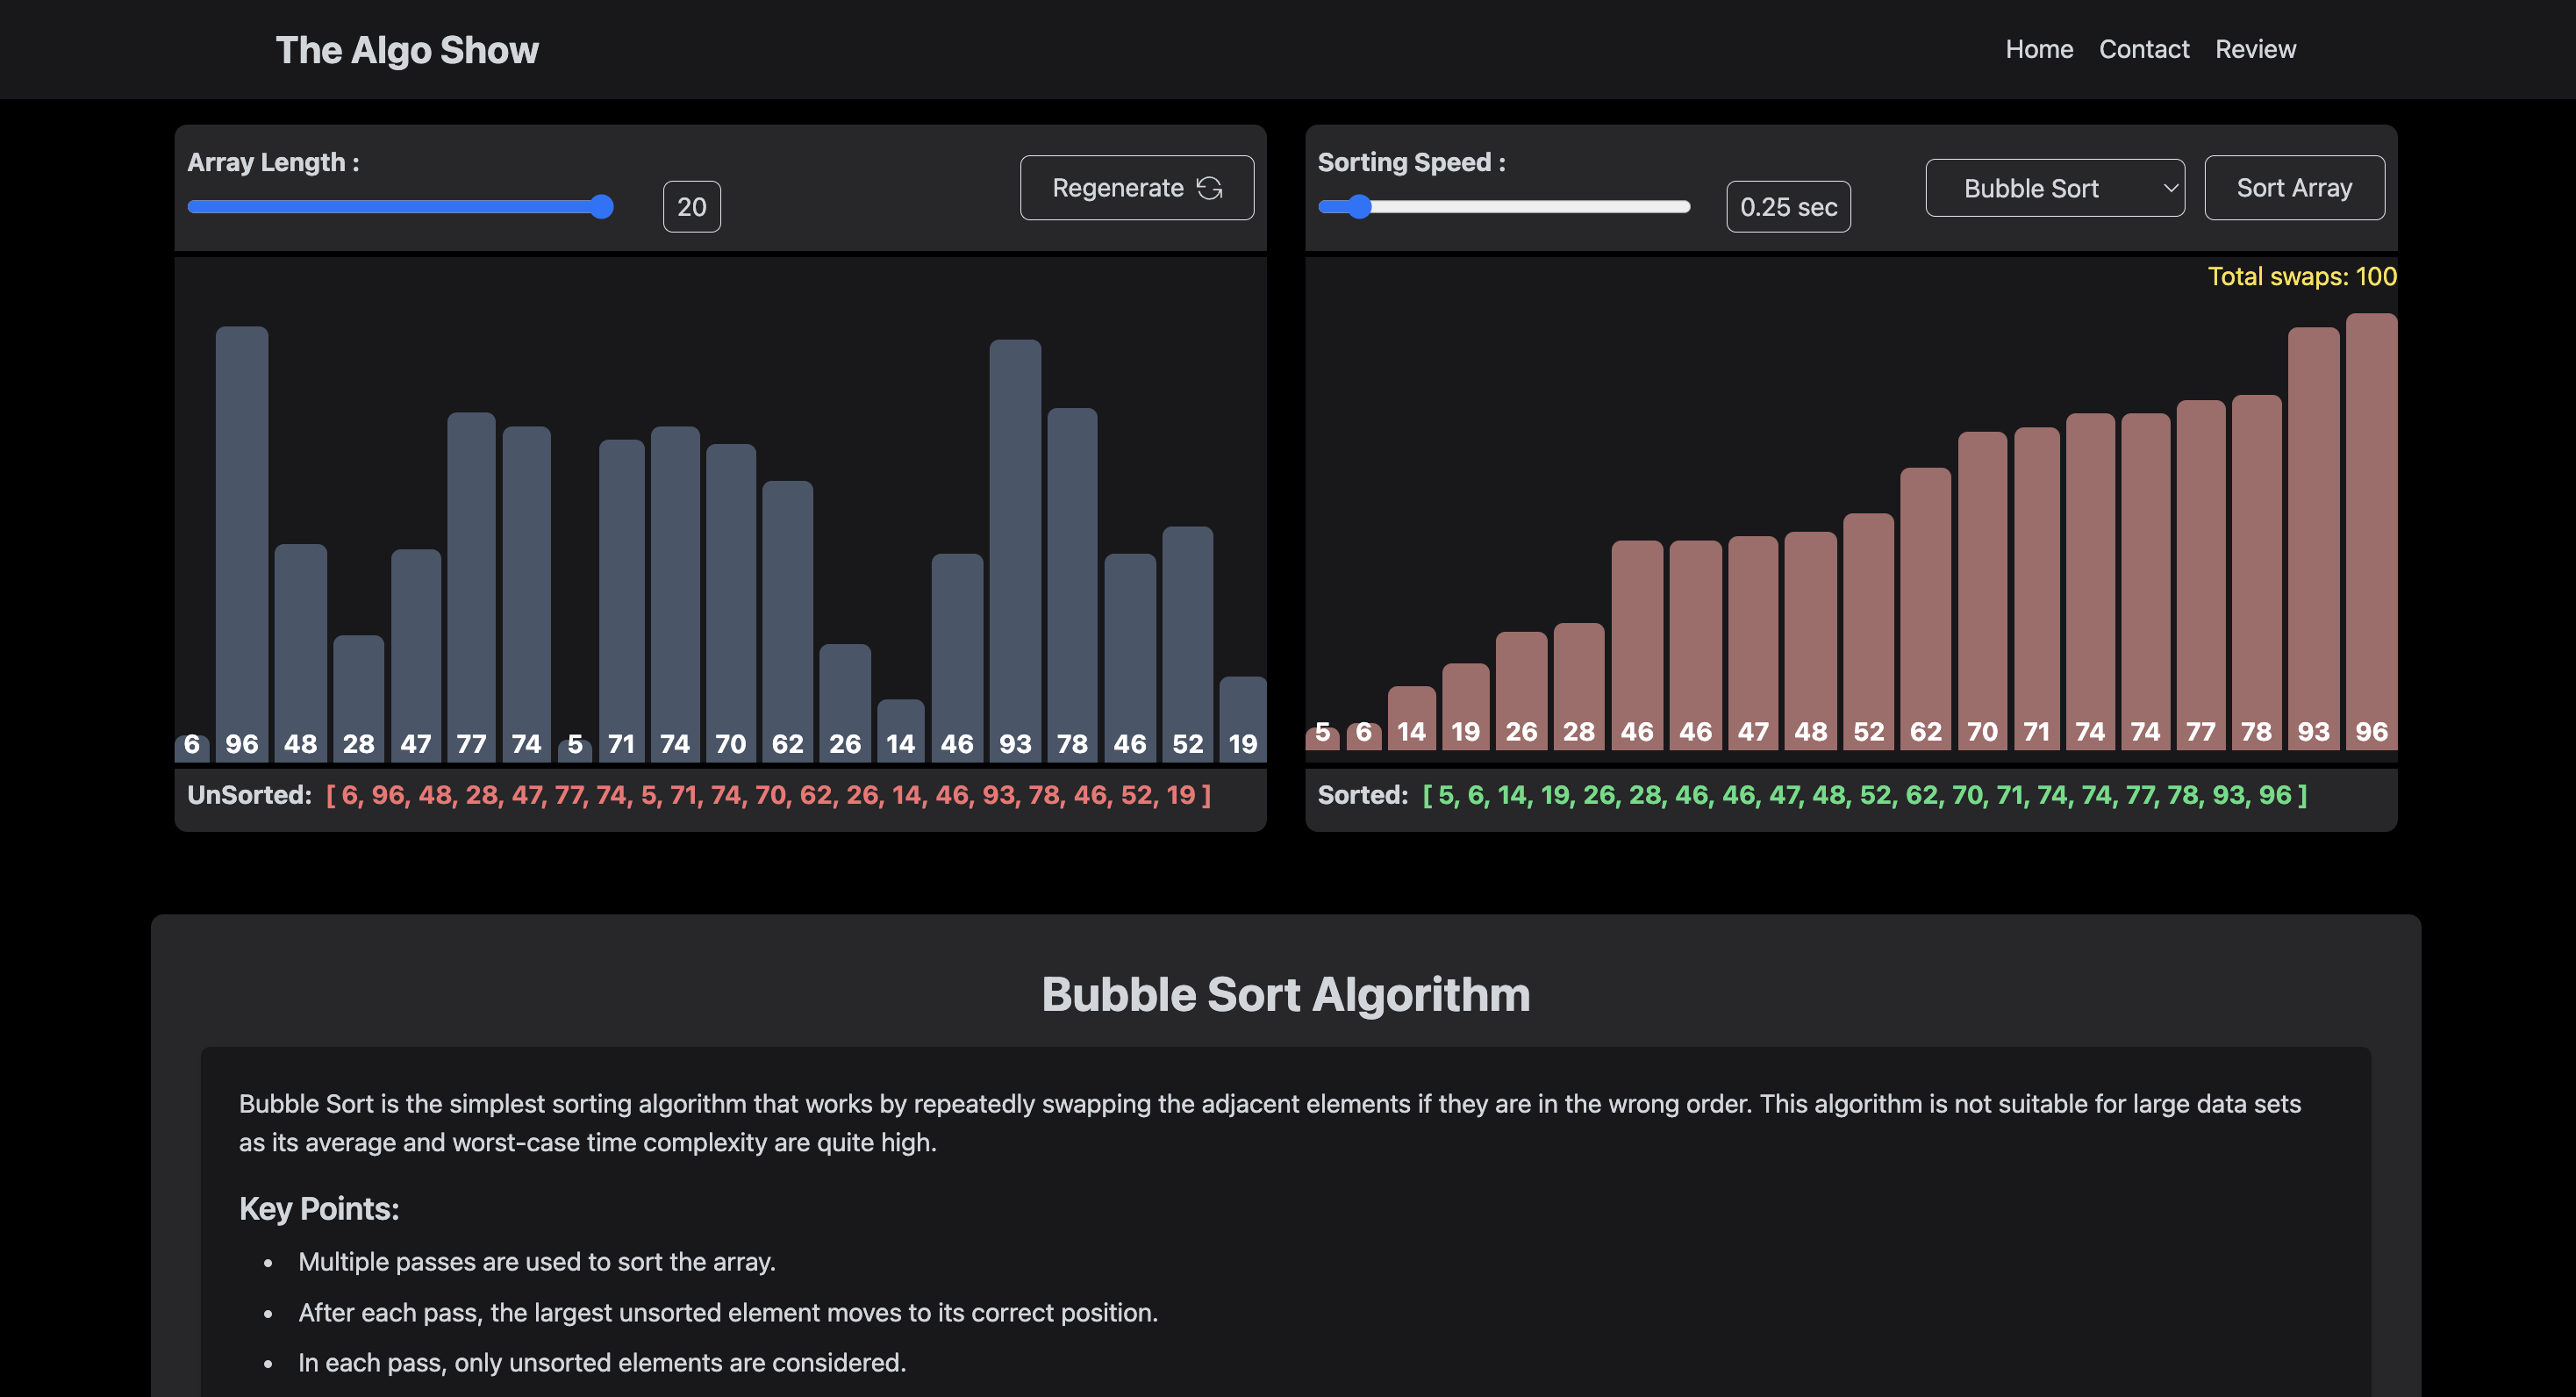 The Algo Show
Home Contact Review
Array Length :
20
Regenerate
Sorting Speed :
0.25 sec
Bubble Sort
Sort Array
Total swaps: 100
6 96 48 28 47 77 74 5 71 74 70 62 26 14 46 93 78 46 52 19
5 6 14 19 26 28 46 46 47 48 52 62 70 71 74 74 77 78 93 96
UnSorted: [ 6, 96, 48, 28, 47, 77, 74, 5, 71, 74, 70, 62, 26, 14, 46, 93, 78, 46, 52, 19 ]
Sorted: [ 5, 6, 14, 19, 26, 28, 46, 46, 47, 48, 52, 62, 70, 71, 74, 74, 77, 78, 93, 96 ]
Bubble Sort Algorithm
Bubble Sort is the simplest sorting algorithm that works by repeatedly swapping the adjacent elements if they are in the wrong order. This algorithm is not suitable for large data sets
as its average and worst-case time complexity are quite high.
Key Points:
• Multiple passes are used to sort the array.
• After each pass, the largest unsorted element moves to its correct position.
• In each pass, only unsorted elements are considered.